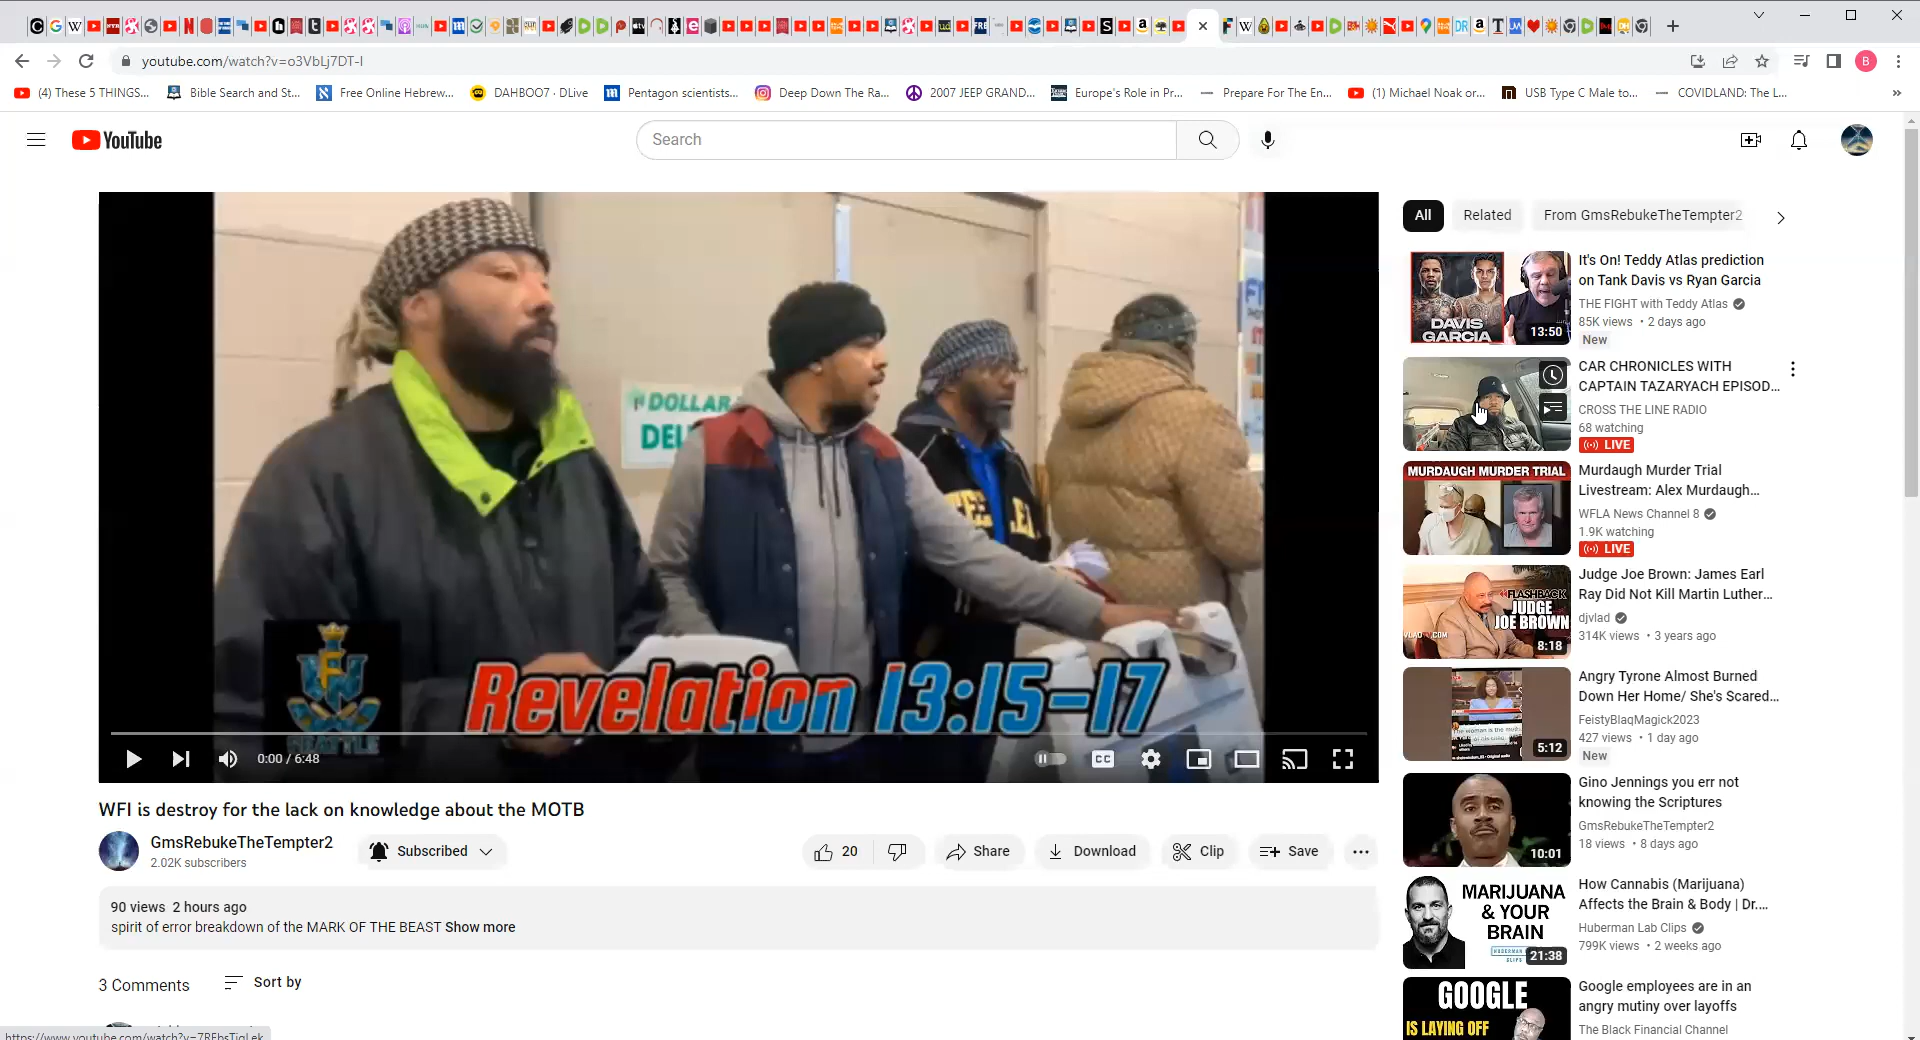 youtube.com/watch?v=o3VbLj7DT-I
(4) These 5 THINGS...
Bible Search and St...
Free Online Hebrew...
DAHBOO7 · DLive
Pentagon scientists...
Deep Down The Ra...
2007 JEEP GRAND...
Europe's Role in Pr...
Prepare For The En...
(1) Michael Noak or...
USB Type C Male to...
COVIDLAND: The L...
YouTube
Search
DOLLAR
DEL
Revelation 13:15-17
0:00 / 6:48
WFI is destroy for the lack on knowledge about the MOTB
GmsRebukeTheTempter2
2.02K subscribers
Subscribed
20
Share
Download
Clip
Save
90 views 2 hours ago
spirit of error breakdown of the MARK OF THE BEAST Show more
3 Comments
Sort by
All
Related
From GmsRebukeTheTempter2
DAVIS
GARCIA
13:50
It's On! Teddy Atlas prediction
on Tank Davis vs Ryan Garcia
THE FIGHT with Teddy Atlas
85K views • 2 days ago
New
CAR CHRONICLES WITH
CAPTAIN TAZARYACH EPISOD...
CROSS THE LINE RADIO
68 watching
LIVE
MURDAUGH MURDER TRIAL
Murdaugh Murder Trial
Livestream: Alex Murdaugh...
WFLA News Channel 8
1.9K watching
LIVE
FLASHBACK
JUDGE
JOE BROWN
8:18
Judge Joe Brown: James Earl
Ray Did Not Kill Martin Luther...
djvlad
314K views • 3 years ago
5:12
Angry Tyrone Almost Burned
Down Her Home/ She's Scared...
FeistyBlaqMagick2023
427 views • 1 day ago
New
10:01
Gino Jennings you err not
knowing the Scriptures
GmsRebukeTheTempter2
18 views • 8 days ago
MARIJUANA
& YOUR
BRAIN
21:38
How Cannabis (Marijuana)
Affects the Brain & Body | Dr....
Huberman Lab Clips
799K views • 2 weeks ago
GOOGLE
IS LAYING OFF
Google employees are in an
angry mutiny over layoffs
The Black Financial Channel